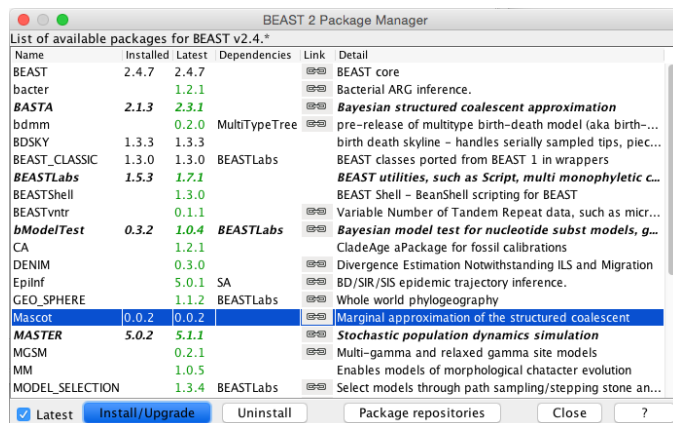 BEAST 2 Package Manager
List of available packages for BEAST v2.4.*
Name Installed Latest Dependencies Link Detail
BEAST 2.4.7 2.4.7 BEAST core
bacter 1.2.1 Bacterial ARG inference.
BASTA 2.1.3 2.3.1 Bayesian structured coalescent approximation
bdmm 0.2.0 MultiTypeTree pre-release of multitype birth-death model (aka birth-...
BDSKY 1.3.3 1.3.3 birth death skyline - handles serially sampled tips, piec...
BEAST_CLASSIC 1.3.0 1.3.0 BEASTLabs BEAST classes ported from BEAST 1 in wrappers
BEASTLabs 1.5.3 1.7.1 BEAST utilities, such as Script, multi monophyletic c...
BEASTShell 1.3.0 BEAST Shell - BeanShell scripting for BEAST
BEASTvntr 0.1.1 Variable Number of Tandem Repeat data, such as micr...
bModelTest 0.3.2 1.0.4 BEASTLabs Bayesian model test for nucleotide subst models, g...
CA 1.2.1 CladeAge aPackage for fossil calibrations
DENIM 0.3.0 Divergence Estimation Notwithstanding ILS and Migration
EpiInf 5.0.1 SA BD/SIR/SIS epidemic trajectory inference.
GEO_SPHERE 1.1.2 BEASTLabs Whole world phylogeography
Mascot 0.0.2 0.0.2 Marginal approximation of the structured coalescent
MASTER 5.0.2 5.1.1 Stochastic population dynamics simulation
MGSM 0.2.1 Multi-gamma and relaxed gamma site models
MM 1.0.5 Enables models of morphological chatacter evolution
MODEL_SELECTION 1.3.4 BEASTLabs Select models through path sampling/stepping stone an...
Latest Install/Upgrade Uninstall Package repositories Close ?